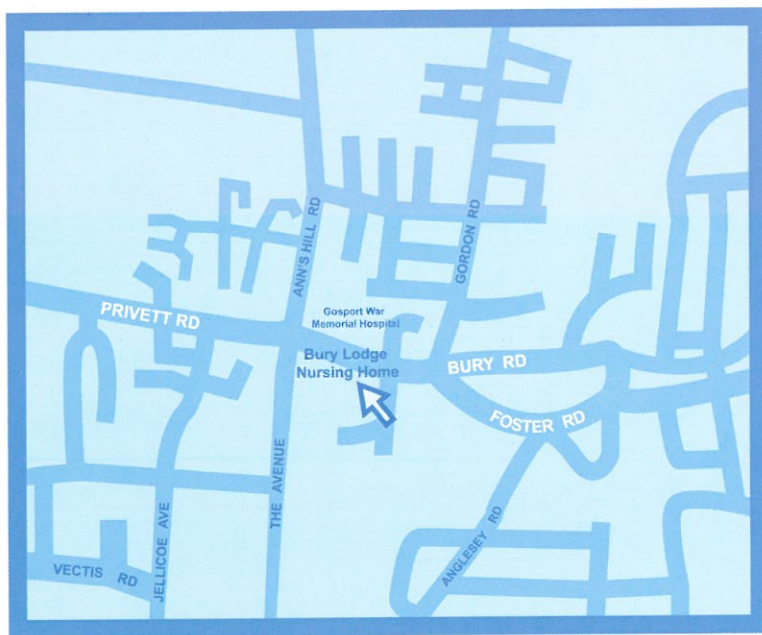 ANN'S HILL RD
GORDON RD
PRIVETT RD
Gosport War
Memorial Hospital
Bury Lodge
Nursing Home
BURY RD
FOSTER RD
THE AVENUE
JELLICOE AVE
VECTIS RD
ANGLESEY RD